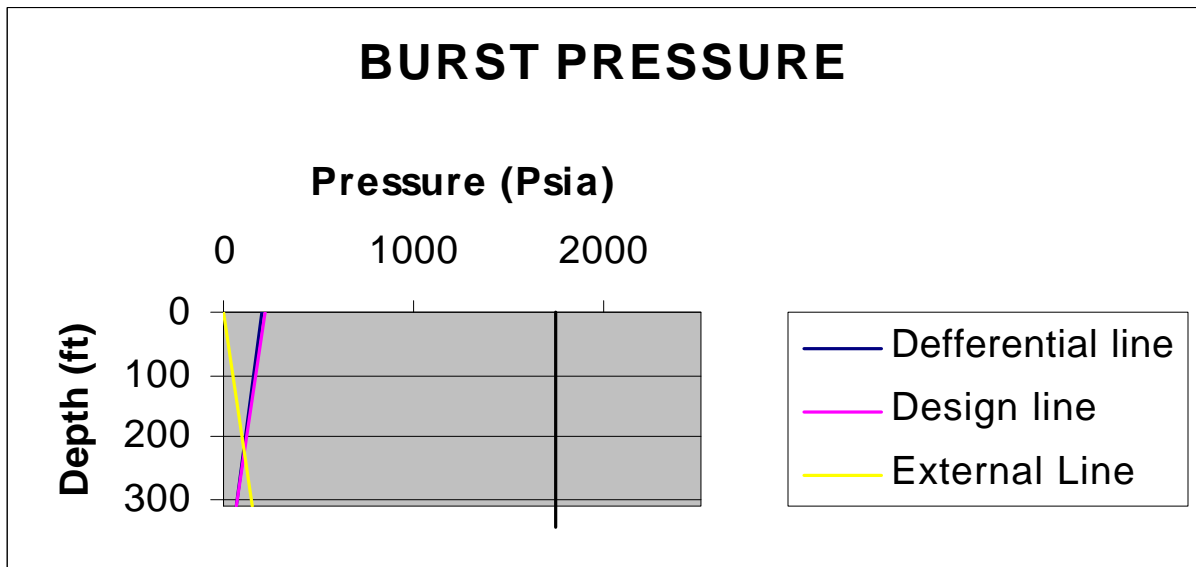 BURST PRESSURE
Pressure (Psia)
0 1000 2000
Depth (ft)
0
100
200
300
Defferential line
Design line
External Line